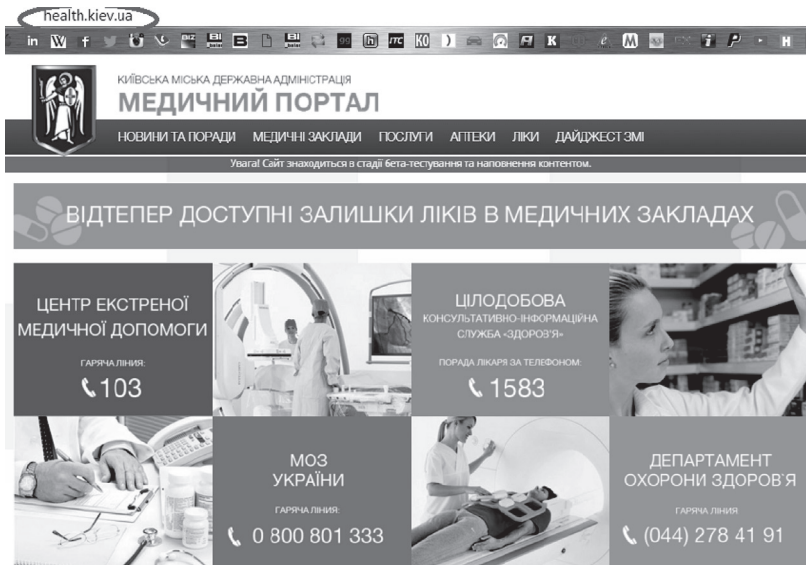 health.kiev.ua
КИЇВСЬКА МІСЬКА ДЕРЖАВНА АДМІНІСТРАЦІЯ
МЕДИЧНИЙ ПОРТАЛ
НОВИНИ ТА ПОРАДИ МЕДИЧНІ ЗАКЛАДИ ПОСЛУГИ АПТЕКИ ЛІКИ ДАЙДЖЕСТ ЗМІ
Увага! Сайт знаходиться в стадії бета-тестування та наповнення контентом.
ВІДТЕПЕР ДОСТУПНІ ЗАЛИШКИ ЛІКІВ В МЕДИЧНИХ ЗАКЛАДАХ
ЦЕНТР ЕКСТРЕНОЇ
МЕДИЧНОЇ ДОПОМОГИ
ГАРЯЧА ЛІНИЯ:
103
ЦІЛОДОБОВА
КОНСУЛЬТАТИВНО-ІНФОРМАЦІЙНА
СЛУЖБА «ЗДОРОВ'Я»
ПОРАДА ЛІКАРЯ ЗА ТЕЛЕФОНОМ:
1583
МОЗ
УКРАЇНИ
ГАРЯЧА ЛІНИЯ:
0 800 801 333
ДЕПАРТАМЕНТ
ОХОРОНИ ЗДОРОВ'Я
ГАРЯЧА ЛІНИЯ
(044) 278 41 91